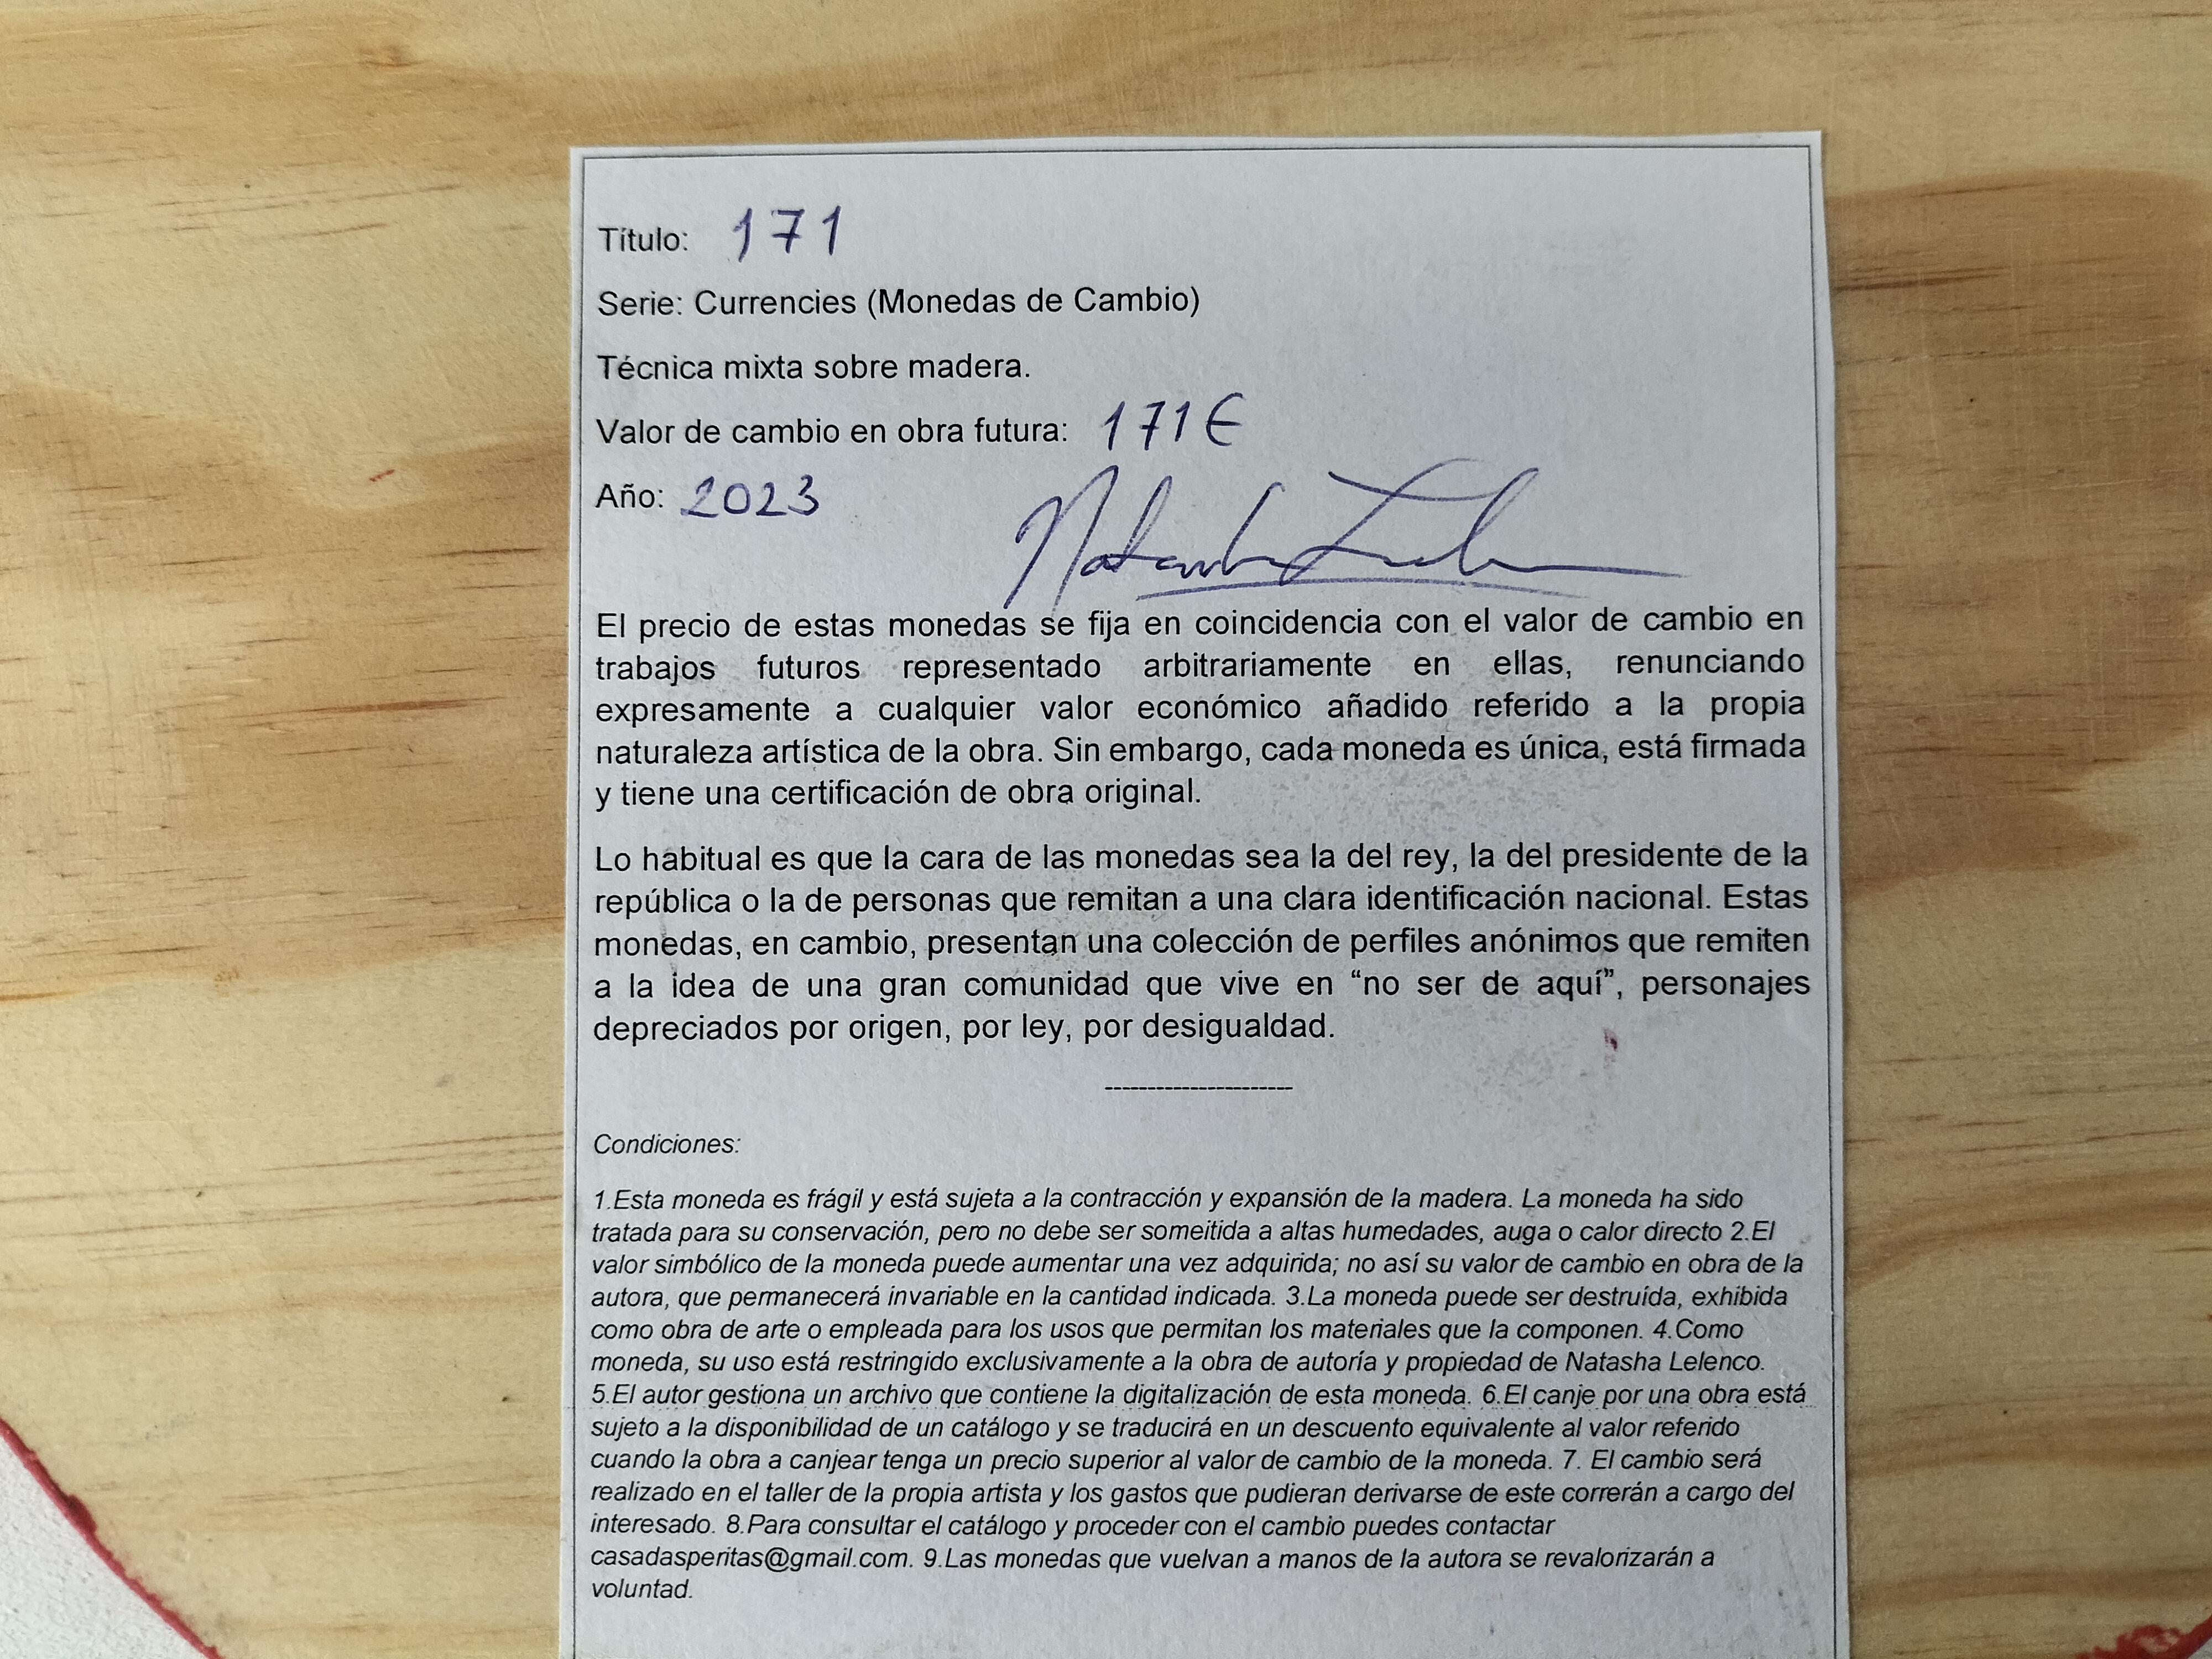 Título: 171
Serie: Currencies (Monedas de Cambio)
Técnica mixta sobre madera.
Valor de cambio en obra futura: 171€
Año: 2023
Natasha Lelenco
El precio de estas monedas se fija en coincidencia con el valor de cambio en
trabajos futuros representado arbitrariamente en ellas, renunciando
expresamente a cualquier valor económico añadido referido a la propia
naturaleza artística de la obra. Sin embargo, cada moneda es única, está firmada
y tiene una certificación de obra original.
Lo habitual es que la cara de las monedas sea la del rey, la del presidente de la
república o la de personas que remitan a una clara identificación nacional. Estas
monedas, en cambio, presentan una colección de perfiles anónimos que remiten
a la idea de una gran comunidad que vive en “no ser de aquí”, personajes
depreciados por origen, por ley, por desigualdad.
----------------------
Condiciones:
1.Esta moneda es frágil y está sujeta a la contracción y expansión de la madera. La moneda ha sido
tratada para su conservación, pero no debe ser someitida a altas humedades, auga o calor directo 2.El
valor simbólico de la moneda puede aumentar una vez adquirida; no así su valor de cambio en obra de la
autora, que permanecerá invariable en la cantidad indicada. 3.La moneda puede ser destruída, exhibida
como obra de arte o empleada para los usos que permitan los materiales que la componen. 4.Como
moneda, su uso está restringido exclusivamente a la obra de autoría y propiedad de Natasha Lelenco.
5.El autor gestiona un archivo que contiene la digitalización de esta moneda. 6.El canje por una obra está
sujeto a la disponibilidad de un catálogo y se traducirá en un descuento equivalente al valor referido
cuando la obra a canjear tenga un precio superior al valor de cambio de la moneda. 7. El cambio será
realizado en el taller de la propia artista y los gastos que pudieran derivarse de este correrán a cargo del
interesado. 8.Para consultar el catálogo y proceder con el cambio puedes contactar
casadasperitas@gmail.com. 9.Las monedas que vuelvan a manos de la autora se revalorizarán a
voluntad.